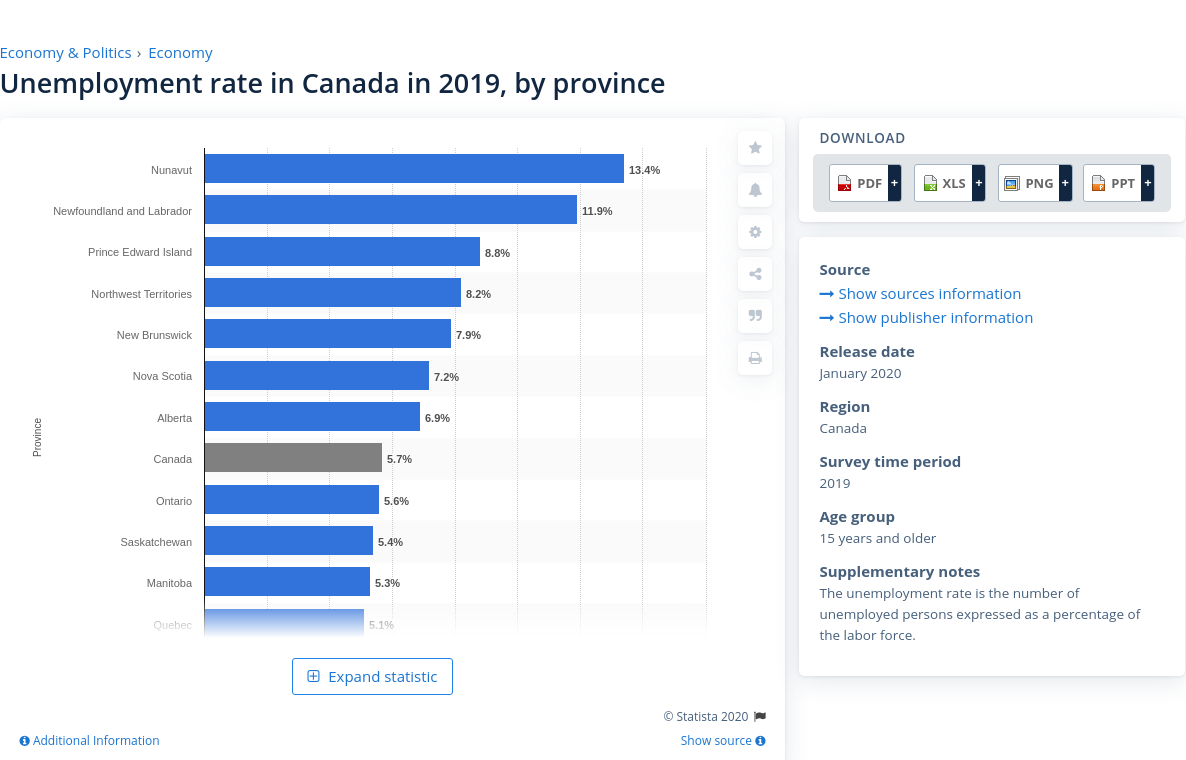 Economy & Politics › Economy
Unemployment rate in Canada in 2019, by province
Province
Nunavut 13.4%
Newfoundland and Labrador 11.9%
Prince Edward Island 8.8%
Northwest Territories 8.2%
New Brunswick 7.9%
Nova Scotia 7.2%
Alberta 6.9%
Canada 5.7%
Ontario 5.6%
Saskatchewan 5.4%
Manitoba 5.3%
Quebec 5.1%
Expand statistic
© Statista 2020
Additional Information
Show source
DOWNLOAD
PDF + XLS + PNG + PPT +
Source
Show sources information
Show publisher information
Release date
January 2020
Region
Canada
Survey time period
2019
Age group
15 years and older
Supplementary notes
The unemployment rate is the number of
unemployed persons expressed as a percentage of
the labor force.